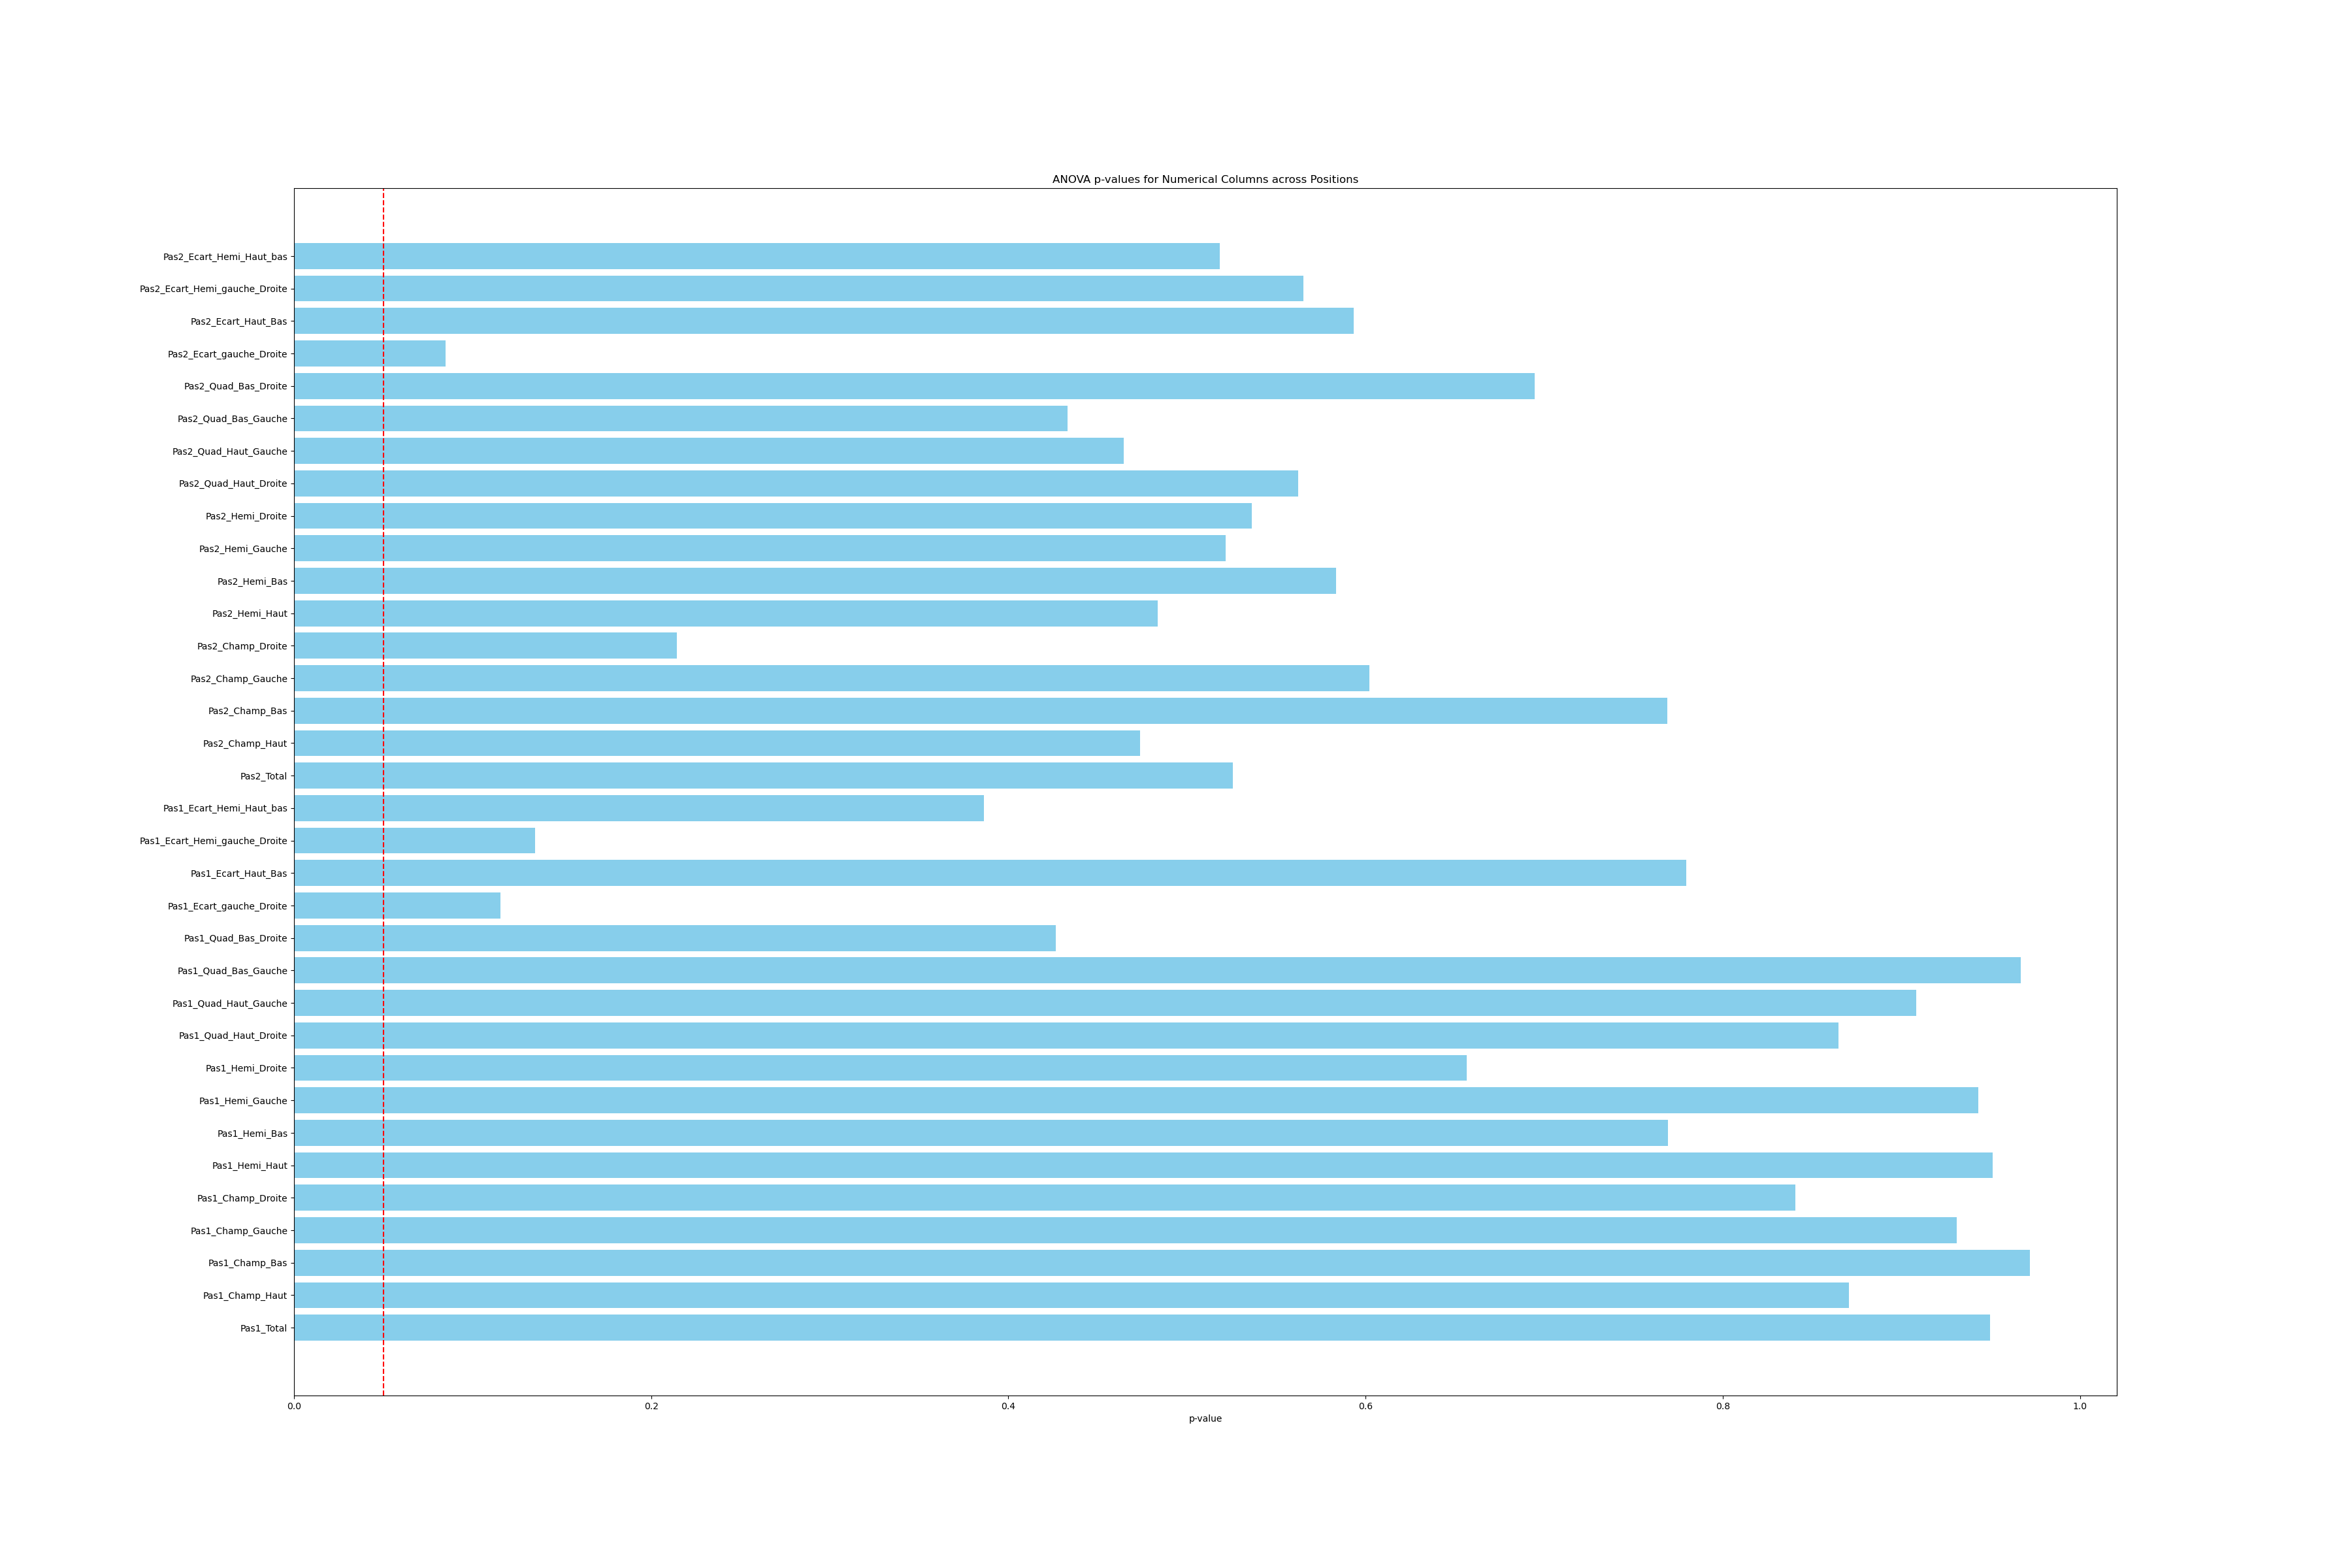 ANOVA p-values for Numerical Columns across Positions
Pas2_Ecart_Hemi_Haut_bas
Pas2_Ecart_Hemi_gauche_Droite
Pas2_Ecart_Haut_Bas
Pas2_Ecart_gauche_Droite
Pas2_Quad_Bas_Droite
Pas2_Quad_Bas_Gauche
Pas2_Quad_Haut_Gauche
Pas2_Quad_Haut_Droite
Pas2_Hemi_Droite
Pas2_Hemi_Gauche
Pas2_Hemi_Bas
Pas2_Hemi_Haut
Pas2_Champ_Droite
Pas2_Champ_Gauche
Pas2_Champ_Bas
Pas2_Champ_Haut
Pas2_Total
Pas1_Ecart_Hemi_Haut_bas
Pas1_Ecart_Hemi_gauche_Droite
Pas1_Ecart_Haut_Bas
Pas1_Ecart_gauche_Droite
Pas1_Quad_Bas_Droite
Pas1_Quad_Bas_Gauche
Pas1_Quad_Haut_Gauche
Pas1_Quad_Haut_Droite
Pas1_Hemi_Droite
Pas1_Hemi_Gauche
Pas1_Hemi_Bas
Pas1_Hemi_Haut
Pas1_Champ_Droite
Pas1_Champ_Gauche
Pas1_Champ_Bas
Pas1_Champ_Haut
Pas1_Total
0.0 0.2 0.4 0.6 0.8 1.0
p-value